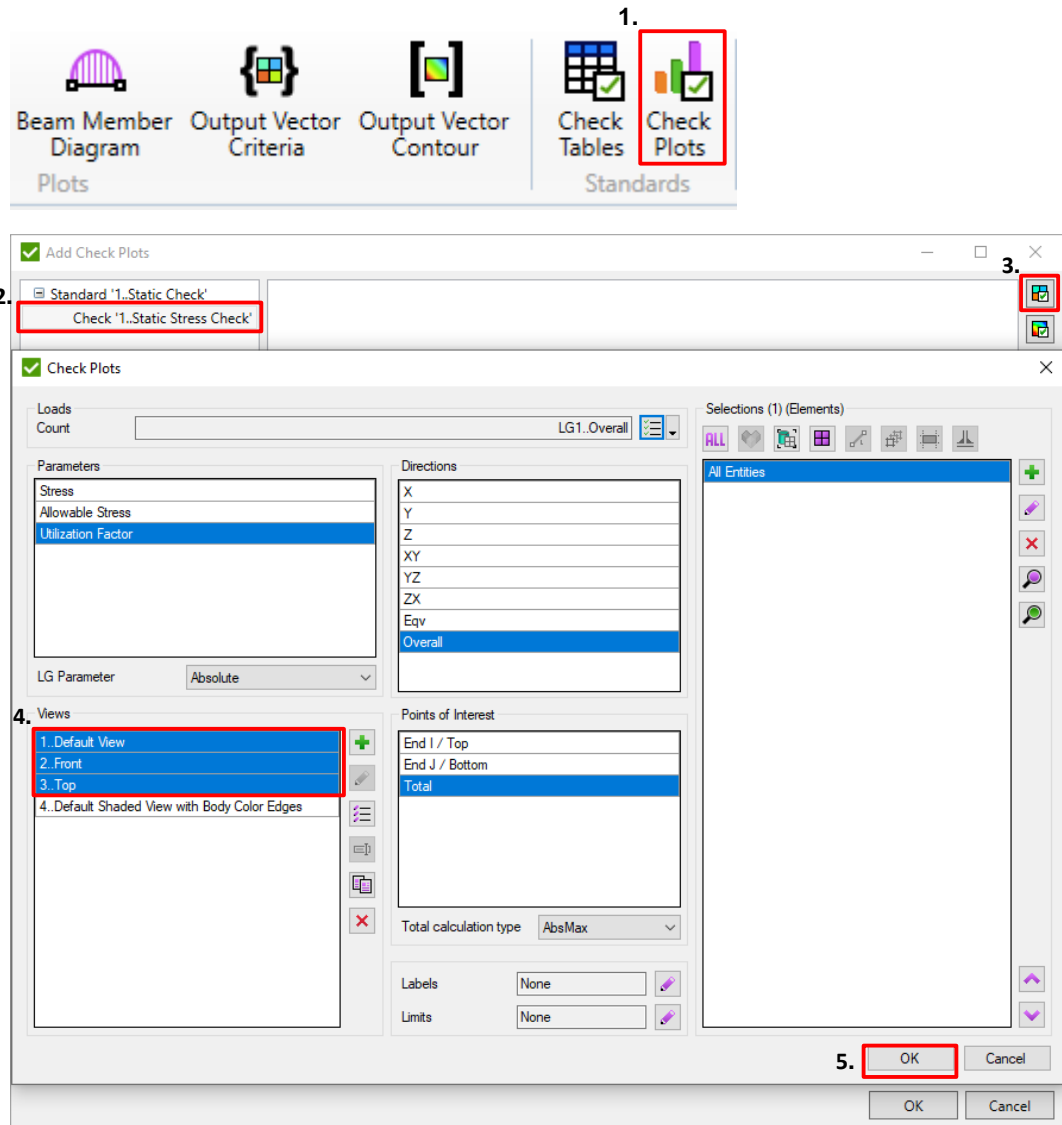 1.
Beam Member Diagram
Output Vector Criteria
Output Vector Contour
Check Tables
Check Plots
Plots
Standards
Add Check Plots
3.
2.
Standard '1..Static Check'
Check '1..Static Stress Check'
Check Plots
Loads
Count
LG1..Overall
Selections (1) (Elements)
ALL
All Entities
Parameters
Stress
Allowable Stress
Utilization Factor
LG Parameter
Absolute
Directions
X
Y
Z
XY
YZ
ZX
Eqv
Overall
4.
Views
1..Default View
2..Front
3..Top
4..Default Shaded View with Body Color Edges
Points of Interest
End I / Top
End J / Bottom
Total
Total calculation type
AbsMax
Labels
None
Limits
None
5.
OK
Cancel
OK
Cancel